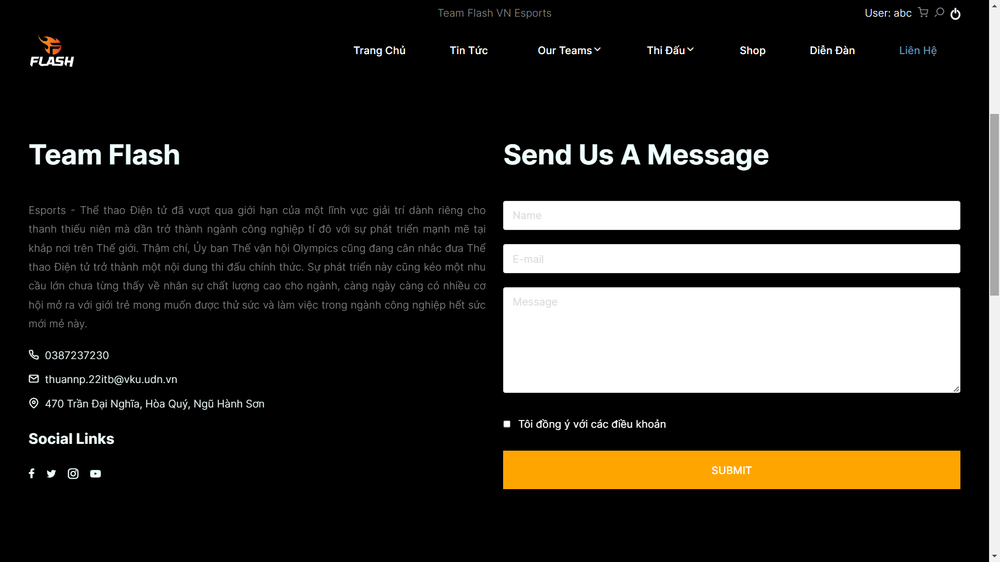 Team Flash VN Esports
User: abc
FLASH
Trang Chủ
Tin Tức
Our Teams
Thi Đấu
Shop
Diễn Đàn
Liên Hệ
Team Flash
Esports - Thể thao Điện tử đã vượt qua giới hạn của một lĩnh vực giải trí dành riêng cho
thanh thiếu niên mà dần trở thành ngành công nghiệp tỉ đô với sự phát triển mạnh mẽ tại
khắp nơi trên Thế giới. Thậm chí, Ủy ban Thế vận hội Olympics cũng đang cân nhắc đưa Thể
thao Điện tử trở thành một nội dung thi đấu chính thức. Sự phát triển này cũng kéo một nhu
cầu lớn chưa từng thấy về nhân sự chất lượng cao cho ngành, càng ngày càng có nhiều cơ
hội mở ra với giới trẻ mong muốn được thử sức và làm việc trong ngành công nghiệp hết sức
mới mẻ này.
0387237230
thuannp.22itb@vku.udn.vn
470 Trần Đại Nghĩa, Hòa Quý, Ngũ Hành Sơn
Social Links
Send Us A Message
Name
E-mail
Message
Tôi đồng ý với các điều khoản
SUBMIT